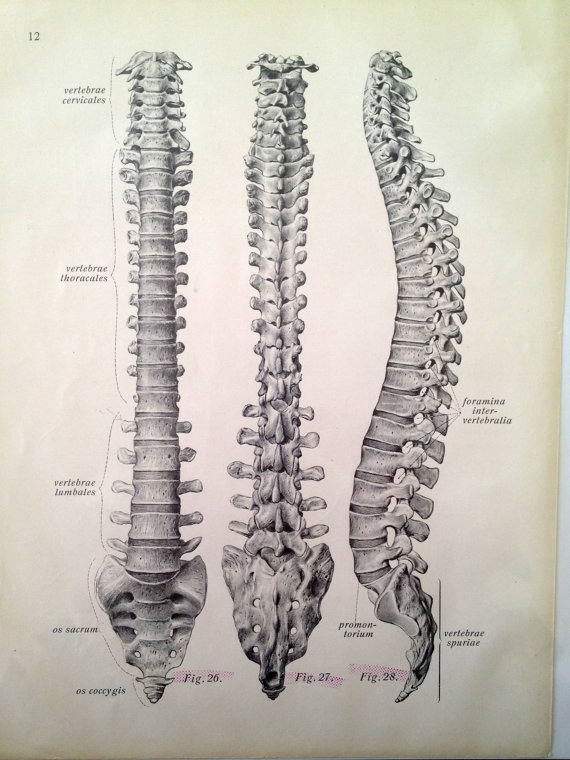 12
vertebrae
cervicales
vertebrae
thoracales
foramina
inter-
vertebralia
vertebrae
lumbales
os sacrum
promon-
torium
vertebrae
spuriae
os coccygis
Fig. 26.
Fig. 27.
Fig. 28.